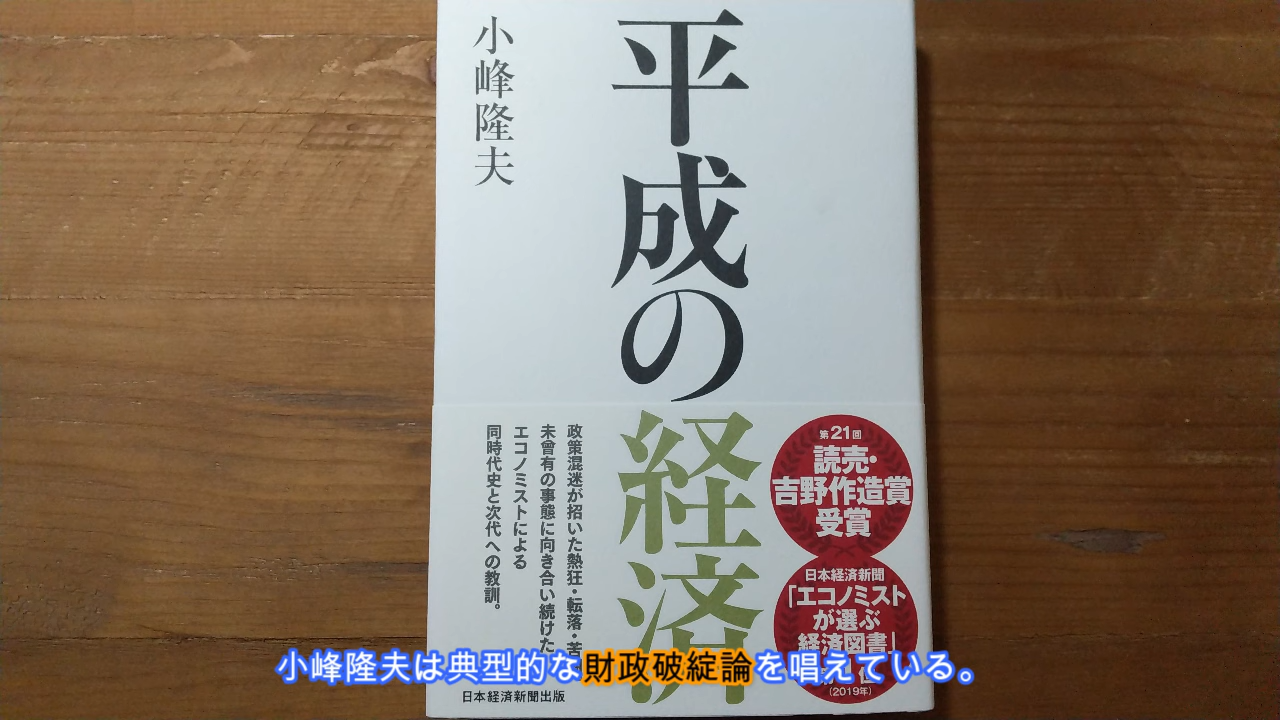 平成の経済
小峰隆夫
政策混迷が招いた熱狂・転落・苦
未曾有の事態に向き合い続けた
エコノミストによる
同時代史と次代への教訓。
日本経済新聞出版
第21回
読売・
吉野作造賞
受賞
日本経済新聞
「エコノミスト
が選ぶ
経済図書」
位
(2019年)
小峰隆夫は典型的な財政破綻論を唱えている。